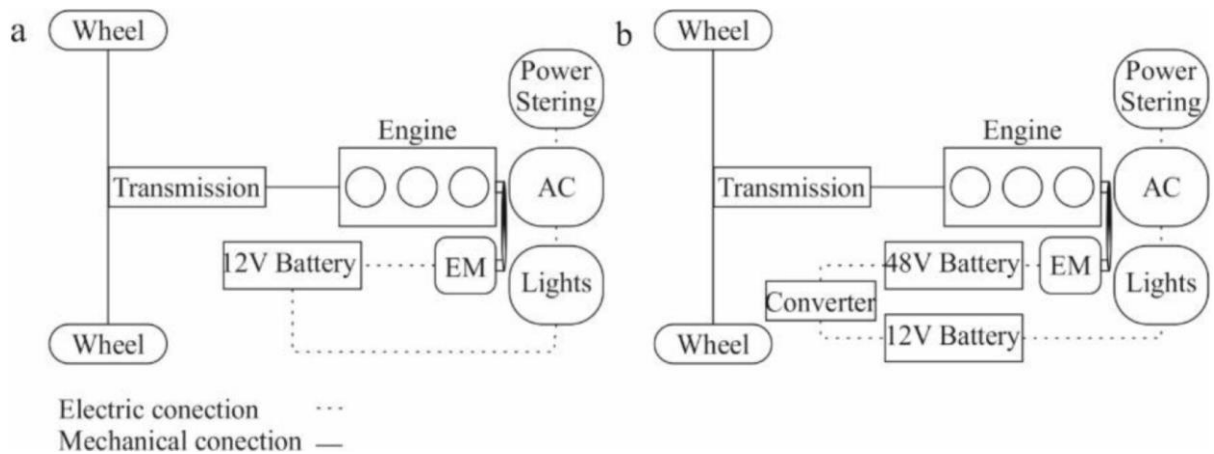 a
Wheel
Power
Stering
Engine
Transmission
AC
12V Battery
EM
Lights
Wheel
b
Wheel
Power
Stering
Engine
Transmission
AC
48V Battery
EM
Lights
Converter
12V Battery
Wheel
Electric conection
Mechanical conection